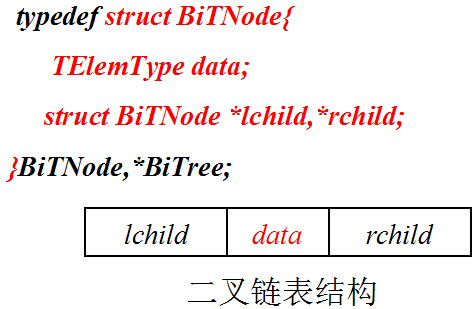 typedef struct BiTNode{
TElemType data;
struct BiTNode *lchild,*rchild;
}BiTNode,*BiTree;
lchild data rchild
二叉链表结构